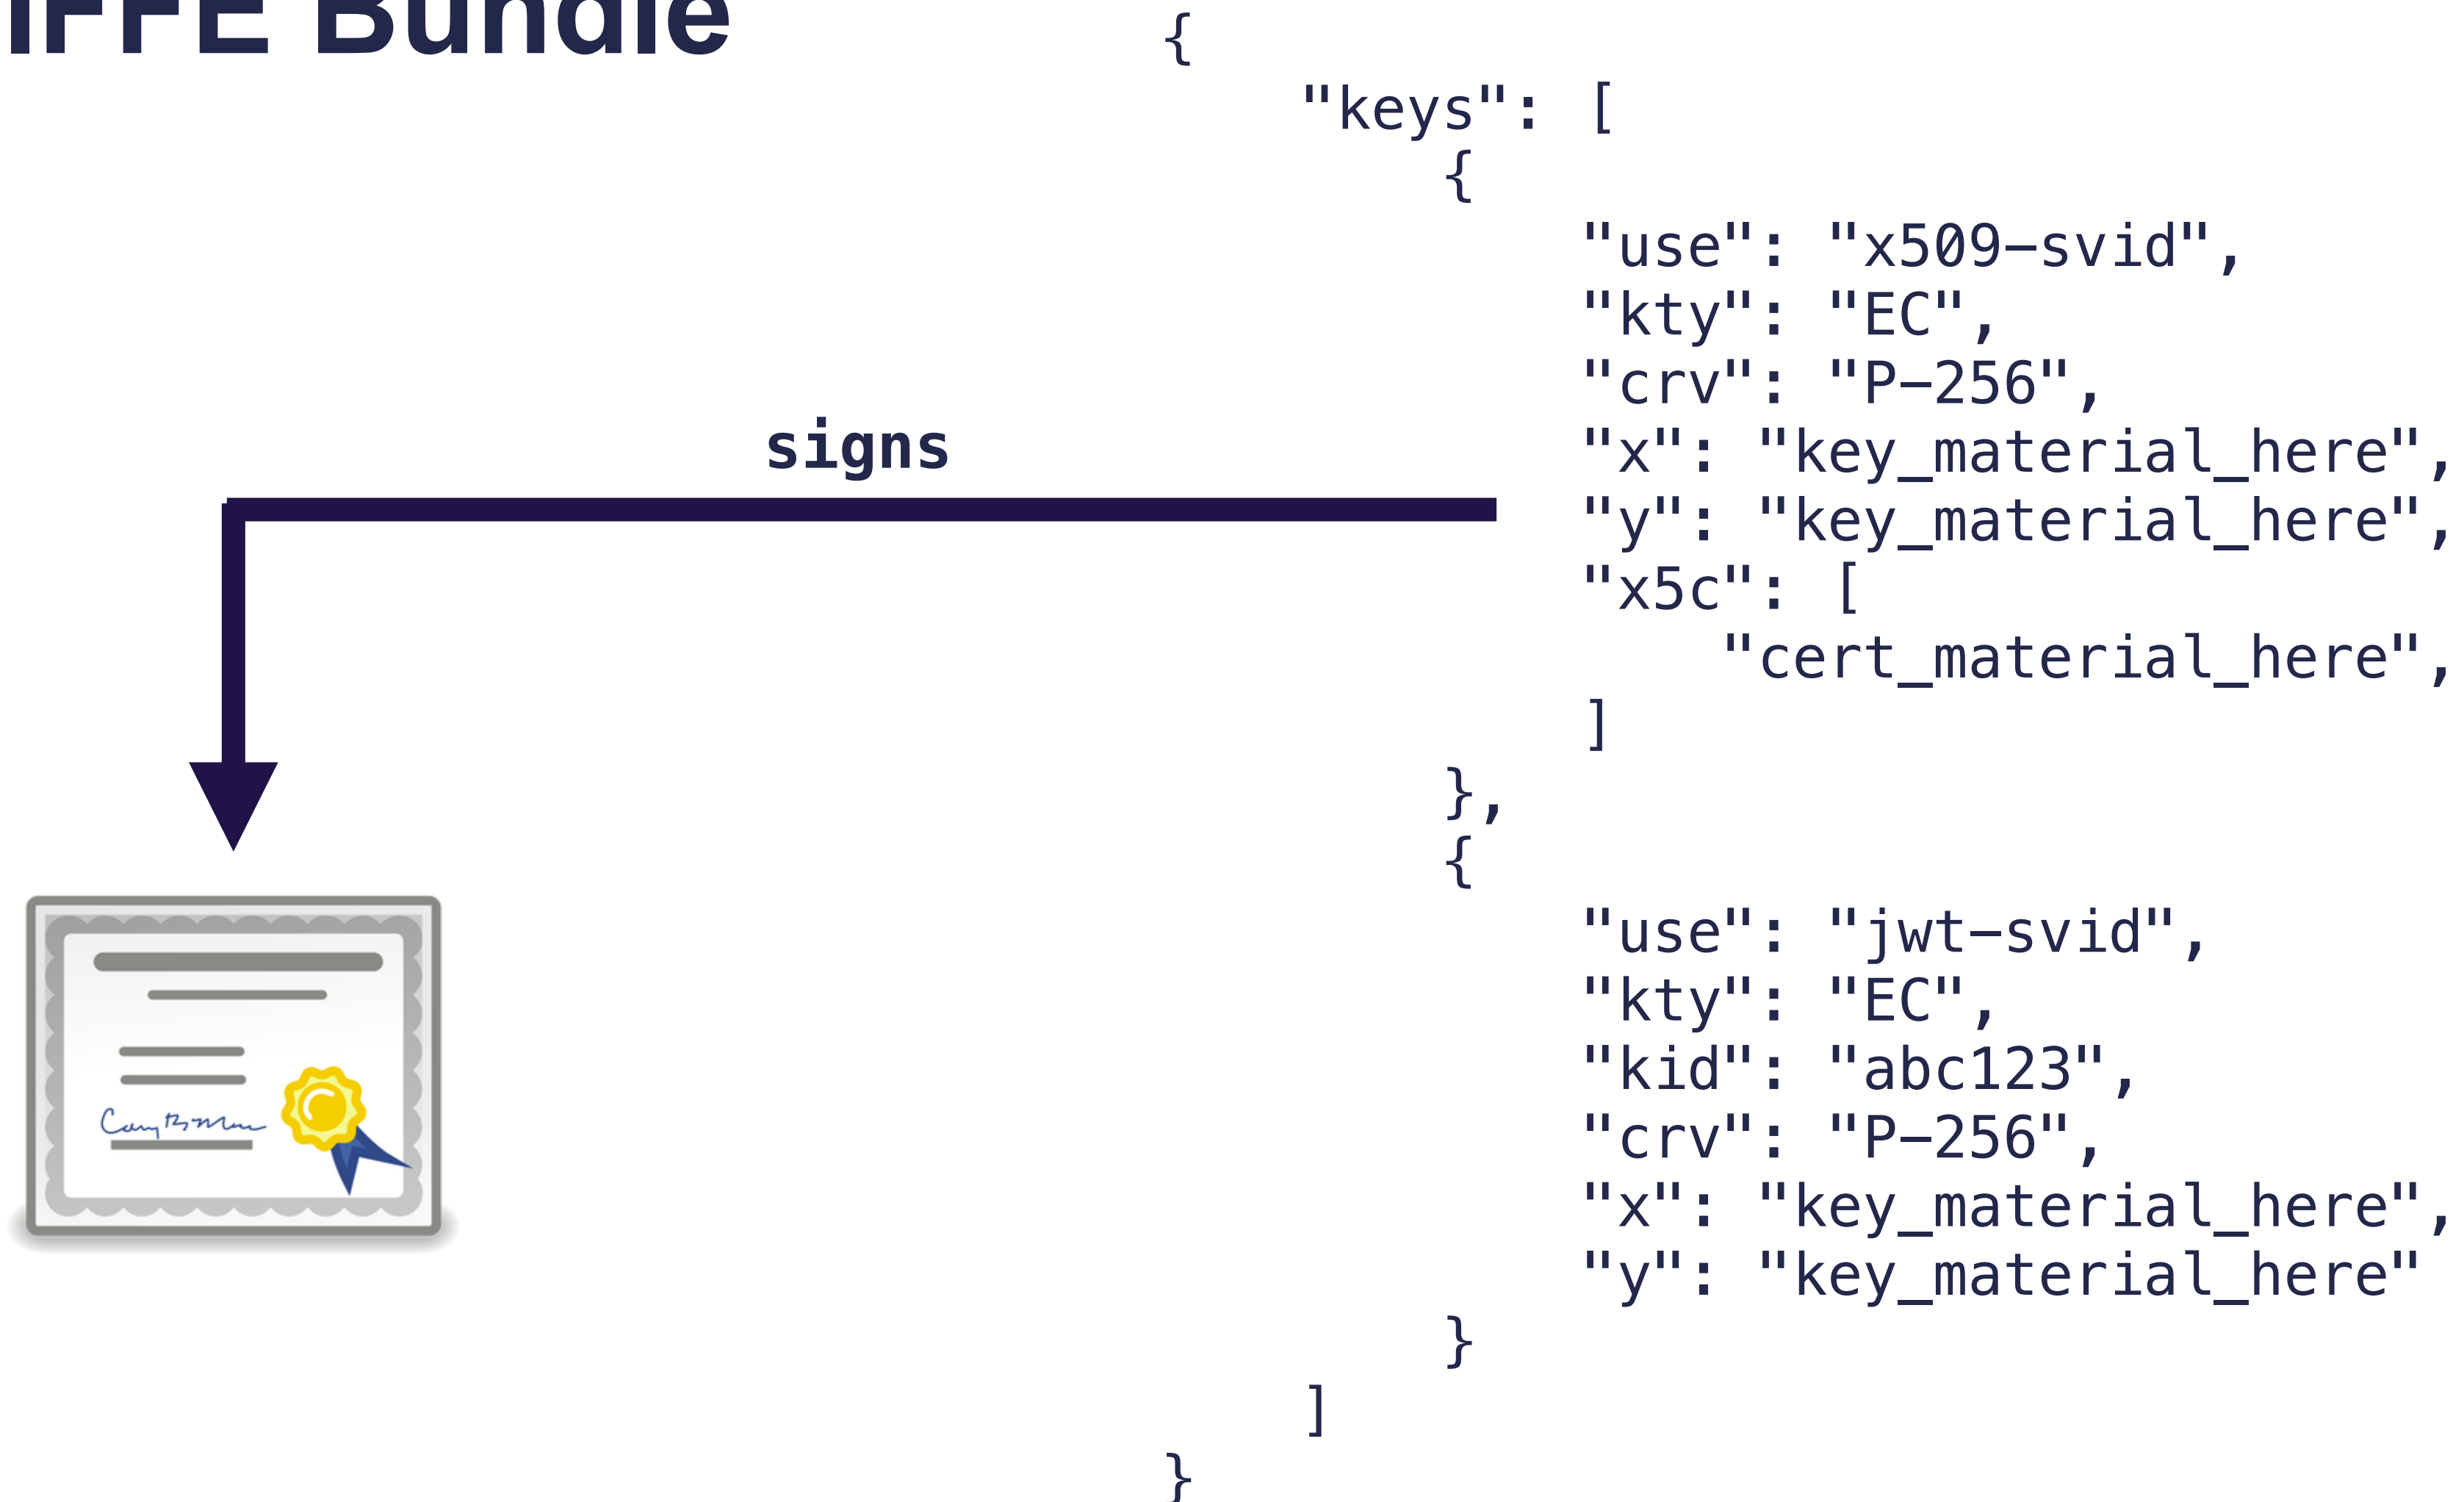 IFFE Bundle
{
    "keys": [
        {
            "use": "x509-svid",
            "kty": "EC",
            "crv": "P-256",
            "x": "key_material_here",
            "y": "key_material_here",
            "x5c": [
                "cert_material_here",
            ]
        },
        {
            "use": "jwt-svid",
            "kty": "EC",
            "kid": "abc123",
            "crv": "P-256",
            "x": "key_material_here",
            "y": "key_material_here"
        }
    ]
}
signs